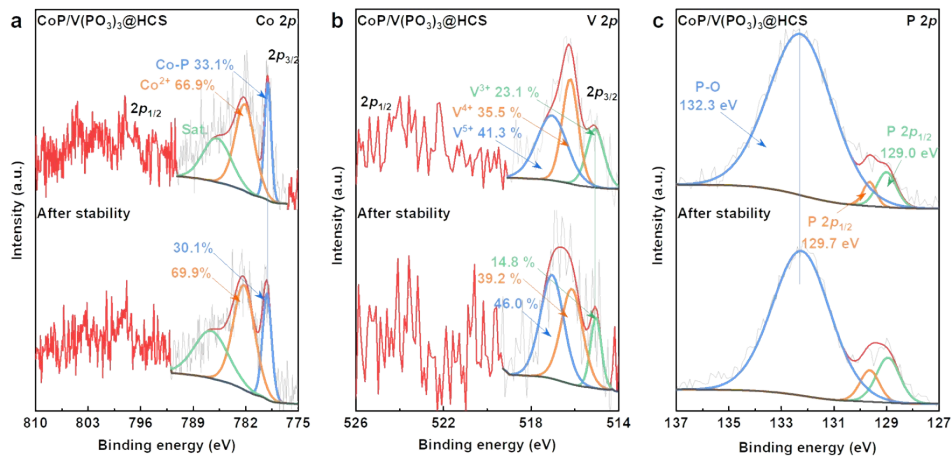 a
CoP/V(PO3)3@HCS
Co 2p
2p3/2
Co-P 33.1%
Co2+ 66.9%
2p1/2
Sat.
After stability
30.1%
69.9%
Intensity (a.u.)
810 803 796 789 782 775
Binding energy (eV)
b
CoP/V(PO3)3@HCS
V 2p
2p3/2
V3+ 23.1%
2p1/2
V4+ 35.5%
V5+ 41.3%
After stability
14.8%
39.2%
46.0%
Intensity (a.u.)
526 522 518 514
Binding energy (eV)
c
CoP/V(PO3)3@HCS
P 2p
P-O
132.3 eV
P 2p1/2
129.0 eV
After stability
P 2p1/2
129.7 eV
Intensity (a.u.)
137 135 133 131 129 127
Binding energy (eV)